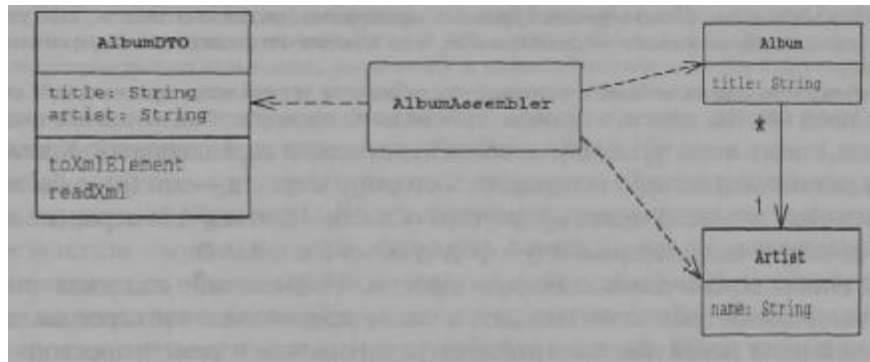 AlbumDTO
title: String
artist: String
toXmlElement
readXml
AlbumAssembler
Album
title: String
*
1
Artist
name: String